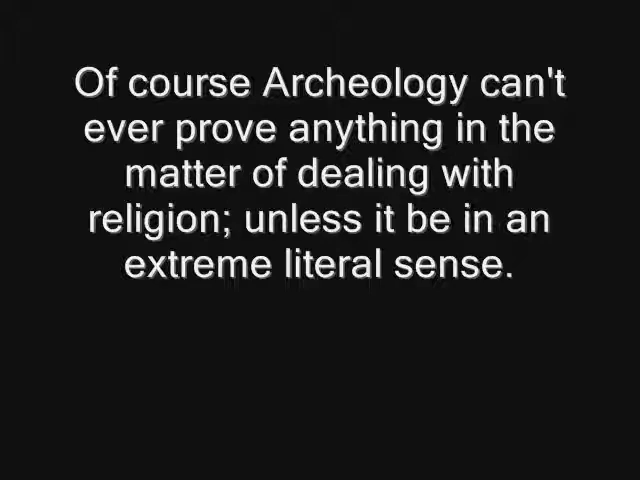 Of course Archeology can't
ever prove anything in the
matter of dealing with
religion; unless it be in an
extreme literal sense.